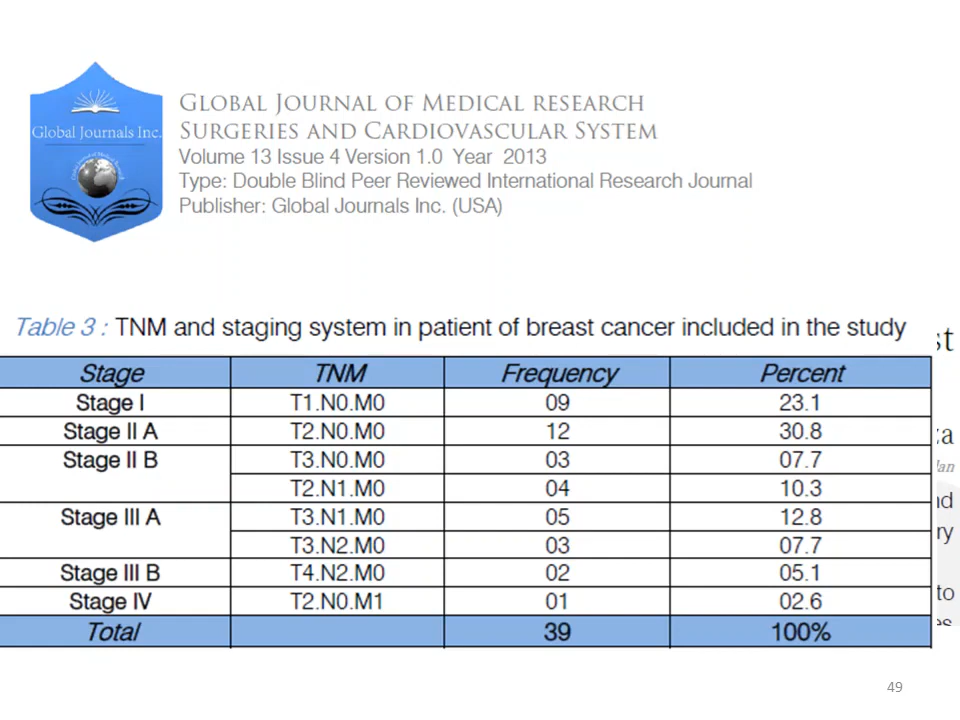 Global Journals Inc.
GLOBAL JOURNAL OF MEDICAL RESEARCH
SURGERIES AND CARDIOVASCULAR SYSTEM
Volume 13 Issue 4 Version 1.0 Year 2013
Type: Double Blind Peer Reviewed International Research Journal
Publisher: Global Journals Inc. (USA)
Table 3 : TNM and staging system in patient of breast cancer included in the study
Stage TNM Frequency Percent
Stage I T1.N0.M0 09 23.1
Stage II A T2.N0.M0 12 30.8
Stage II B T3.N0.M0 03 07.7
T2.N1.M0 04 10.3
Stage III A T3.N1.M0 05 12.8
T3.N2.M0 03 07.7
Stage III B T4.N2.M0 02 05.1
Stage IV T2.N0.M1 01 02.6
Total 39 100%
49